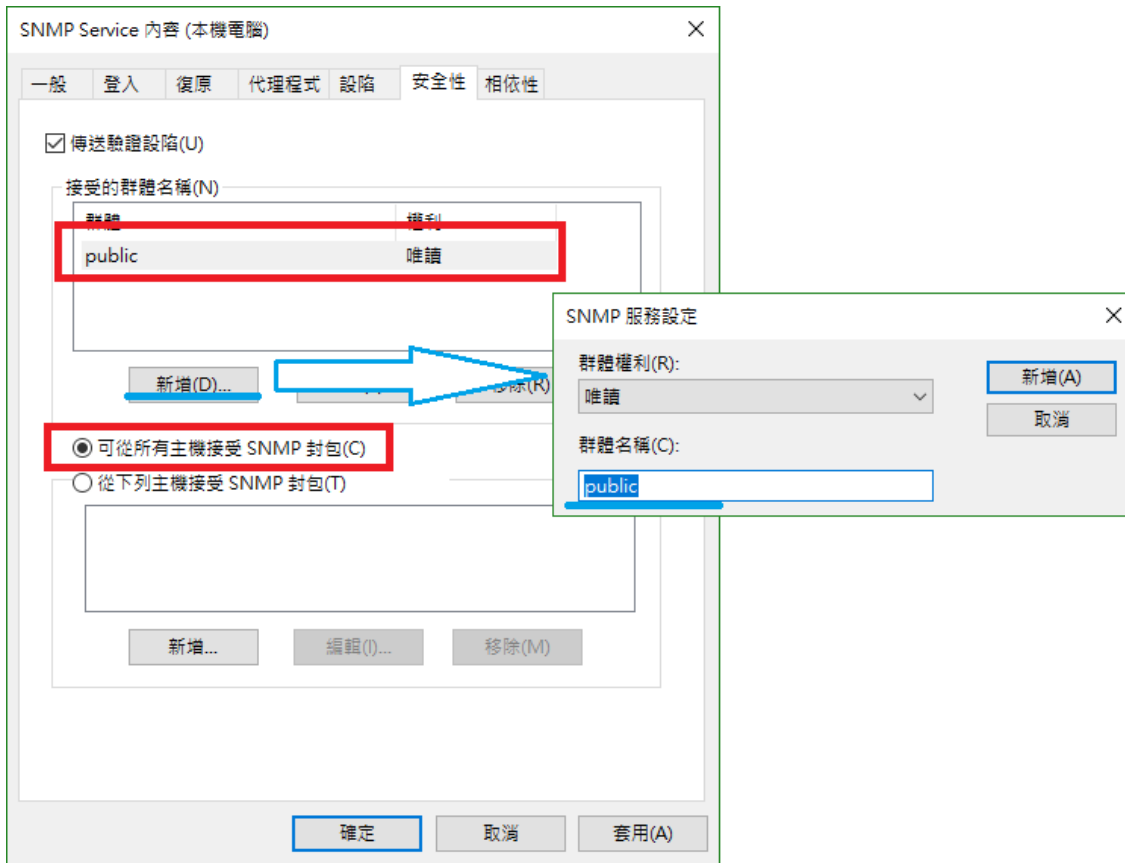 SNMP Service 內容 (本機電腦)
一般 登入 復原 代理程式 設陷 安全性 相依性
傳送驗證設陷(U)
接受的群體名稱(N)
群體 權利
public 唯讀
新增(D)... 移除(R)
可從所有主機接受 SNMP 封包(C)
從下列主機接受 SNMP 封包(T)
新增... 編輯(I)... 移除(M)
確定 取消 套用(A)
SNMP 服務設定
群體權利(R):
唯讀
新增(A)
取消
群體名稱(C):
public